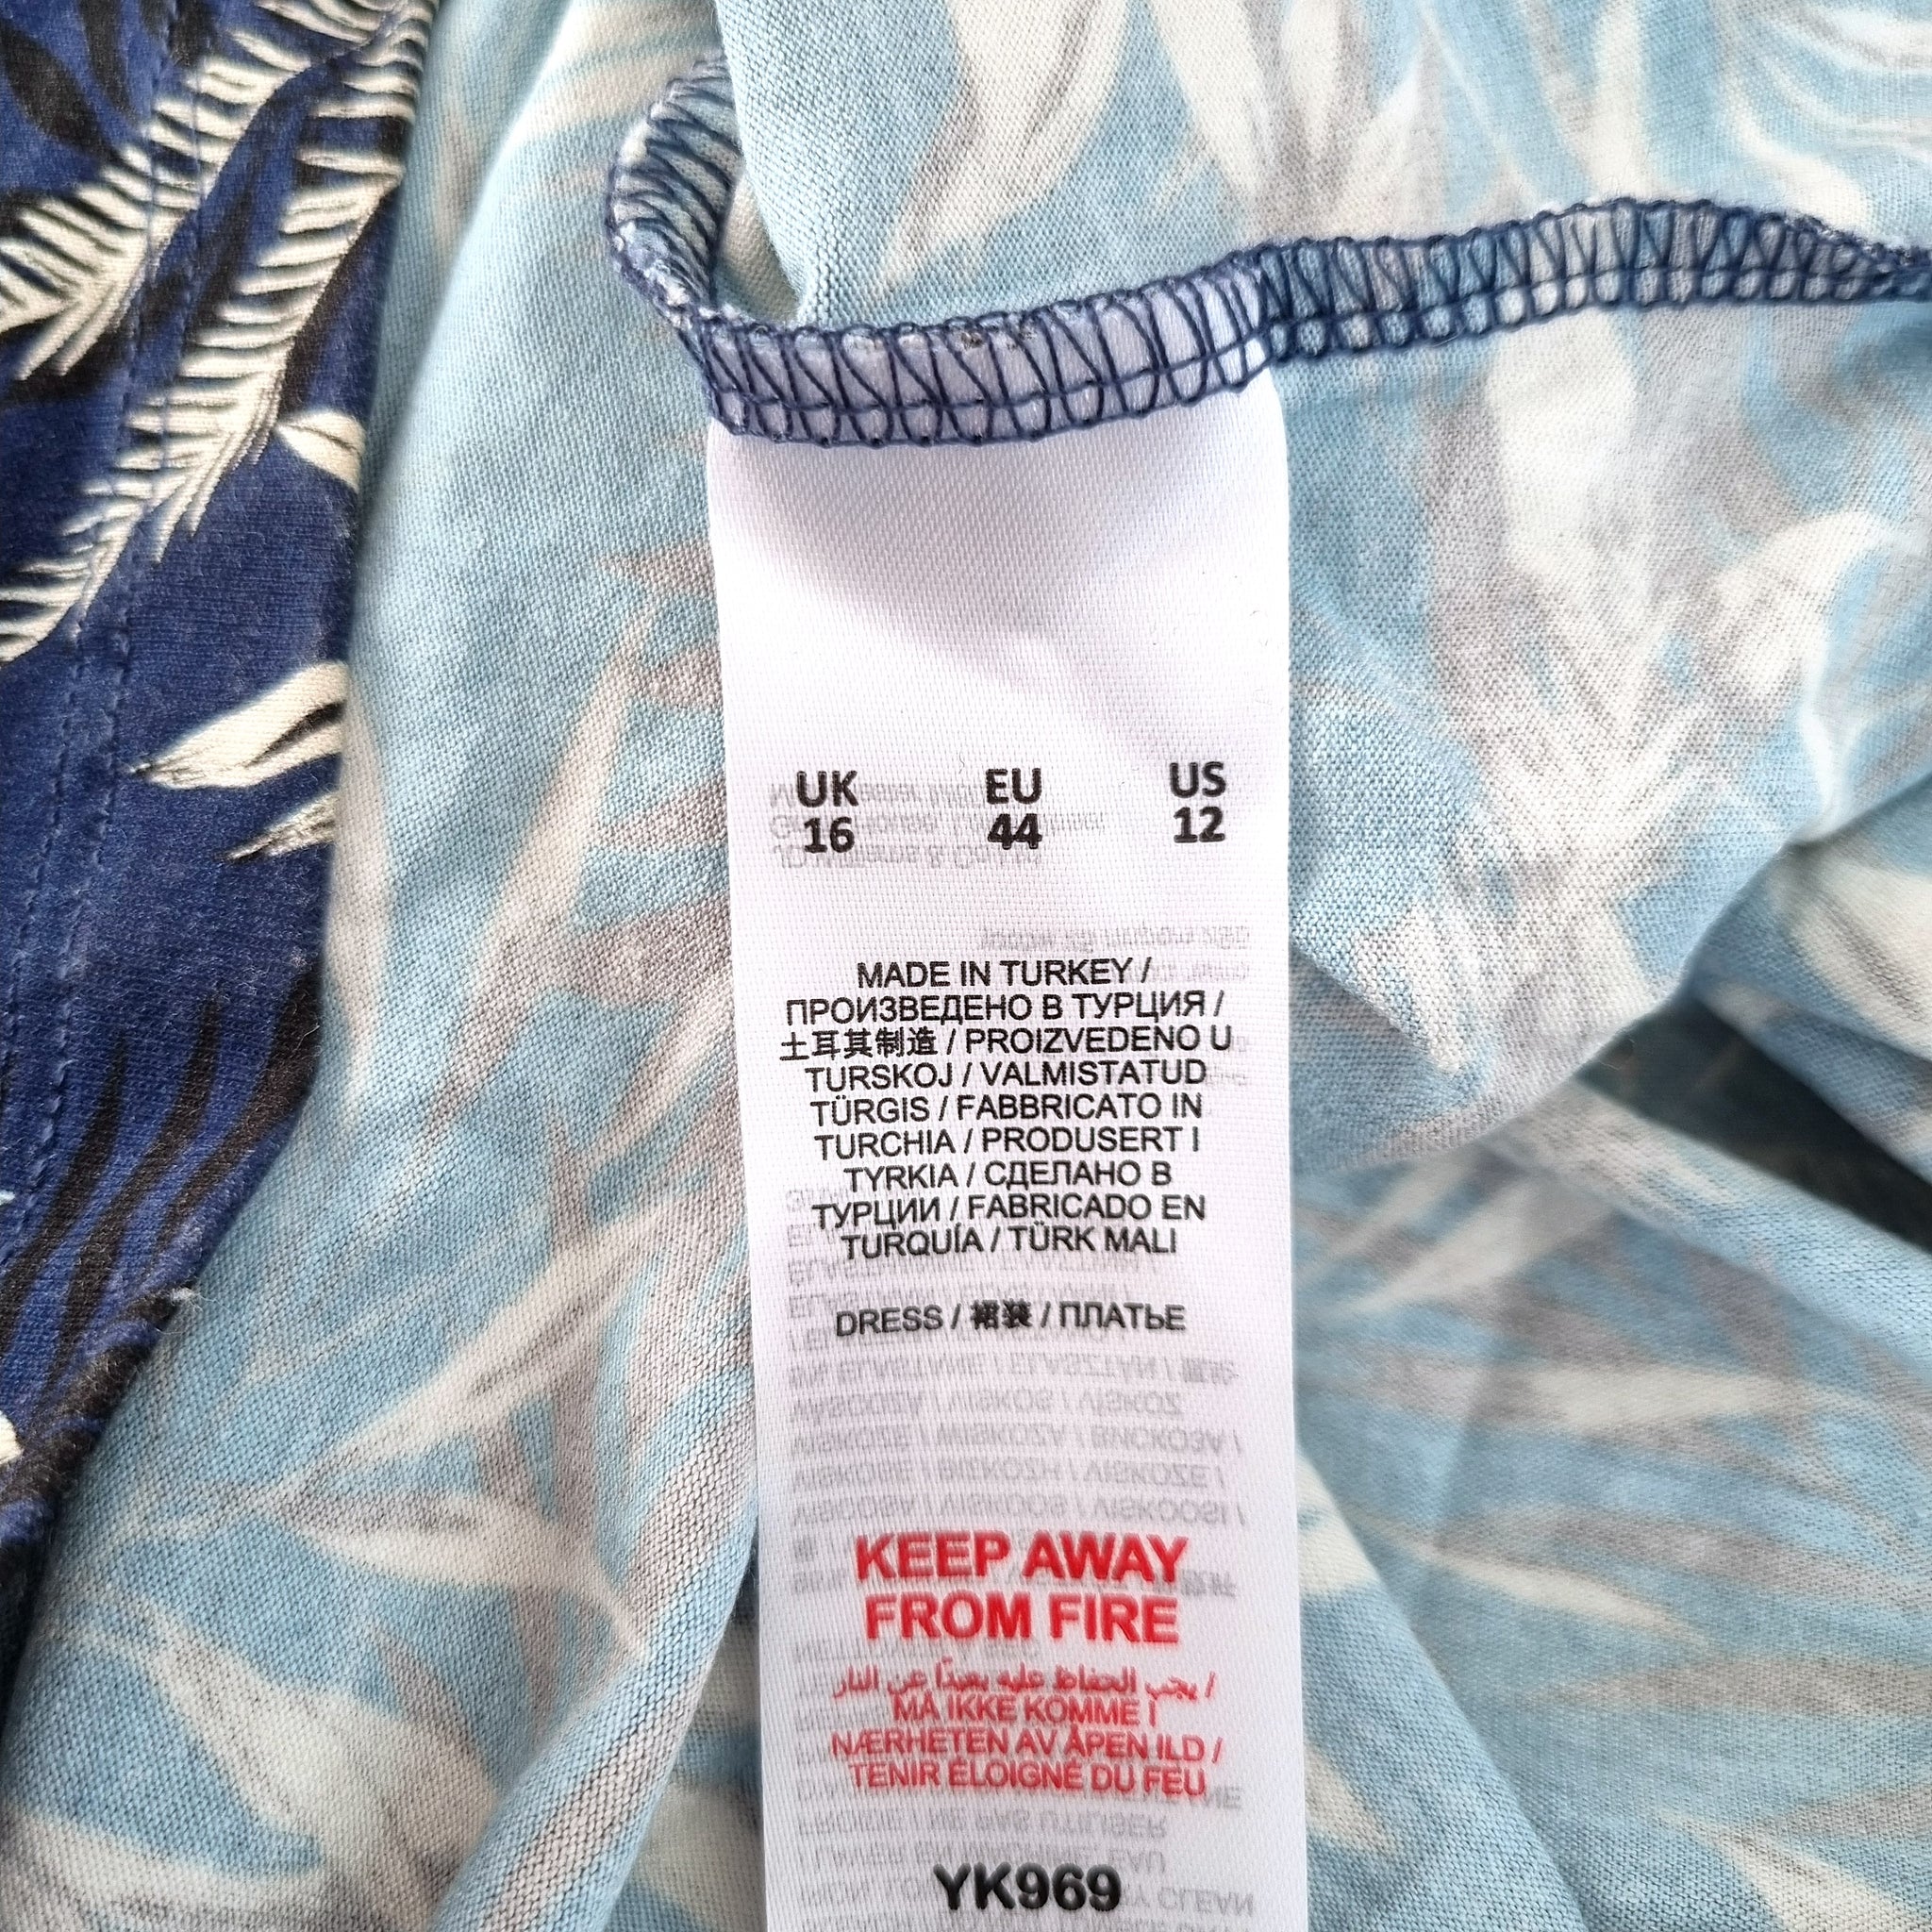 UK EU US
16 44 12
MADE IN TURKEY /
ПРОИЗВЕДЕНО В ТУРЦИЯ /
土耳其制造 / PROIZVEDENO U
TURSKOJ / VALMISTATUD
TÜRGIS / FABBRICATO IN
TURCHIA / PRODUSERT I
TYRKIA / СДЕЛАНО В
ТУРЦИИ / FABRICADO EN
TURQUÍA / TÜRK MALI
DRESS / 裙装 / ПЛАТЬЕ
KEEP AWAY
FROM FIRE
يجب الحفاظ عليه بعيدًا عن النار /
MÅ IKKE KOMME I
NÆRHETEN AV ÅPEN ILD /
TENIR ÉLOIGNÉ DU FEU
YK969